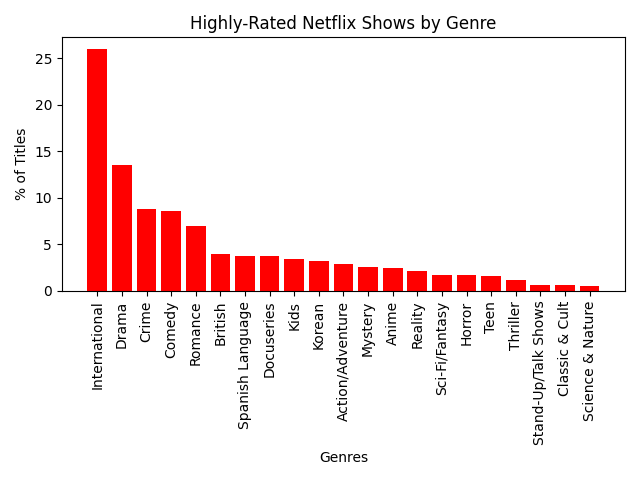 Highly-Rated Netflix Shows by Genre
% of Titles
25
20
15
10
5
0
International
Drama
Crime
Comedy
Romance
British
Spanish Language
Docuseries
Kids
Korean
Action/Adventure
Mystery
Anime
Reality
Sci-Fi/Fantasy
Horror
Teen
Thriller
Stand-Up/Talk Shows
Classic & Cult
Science & Nature
Genres